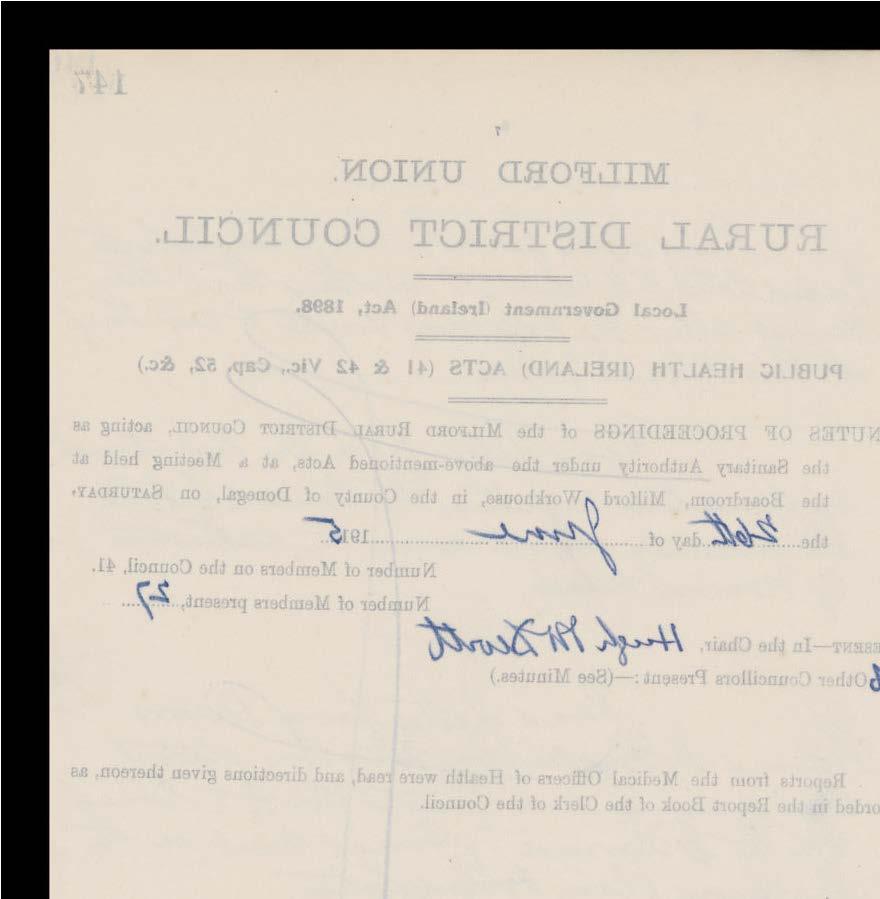 147
MILFORD UNION.
RURAL DISTRICT COUNCIL.
Local Government (Ireland) Act, 1898.
PUBLIC HEALTH (IRELAND) ACTS (41 & 42 Vic., Cap, 52, &c.)
NUTES OF PROCEEDINGS of the MILFORD RURAL DISTRICT COUNCIL, acting as
the Sanitary Authority under the above-mentioned Acts, at a Meeting held at
the Boardroom, Milford Workhouse, in the County of Donegal, on SATURDAY,
the 26th day of June 1915.
Number of Members on the Council, 41.
Number of Members present, 27
ESENT—In the Chair, Hugh McDevitt
Other Councillors Present:—(See Minutes.)
Reports from the Medical Officers of Health were read, and directions given thereon, as
orded in the Report Book of the Clerk of the Council.